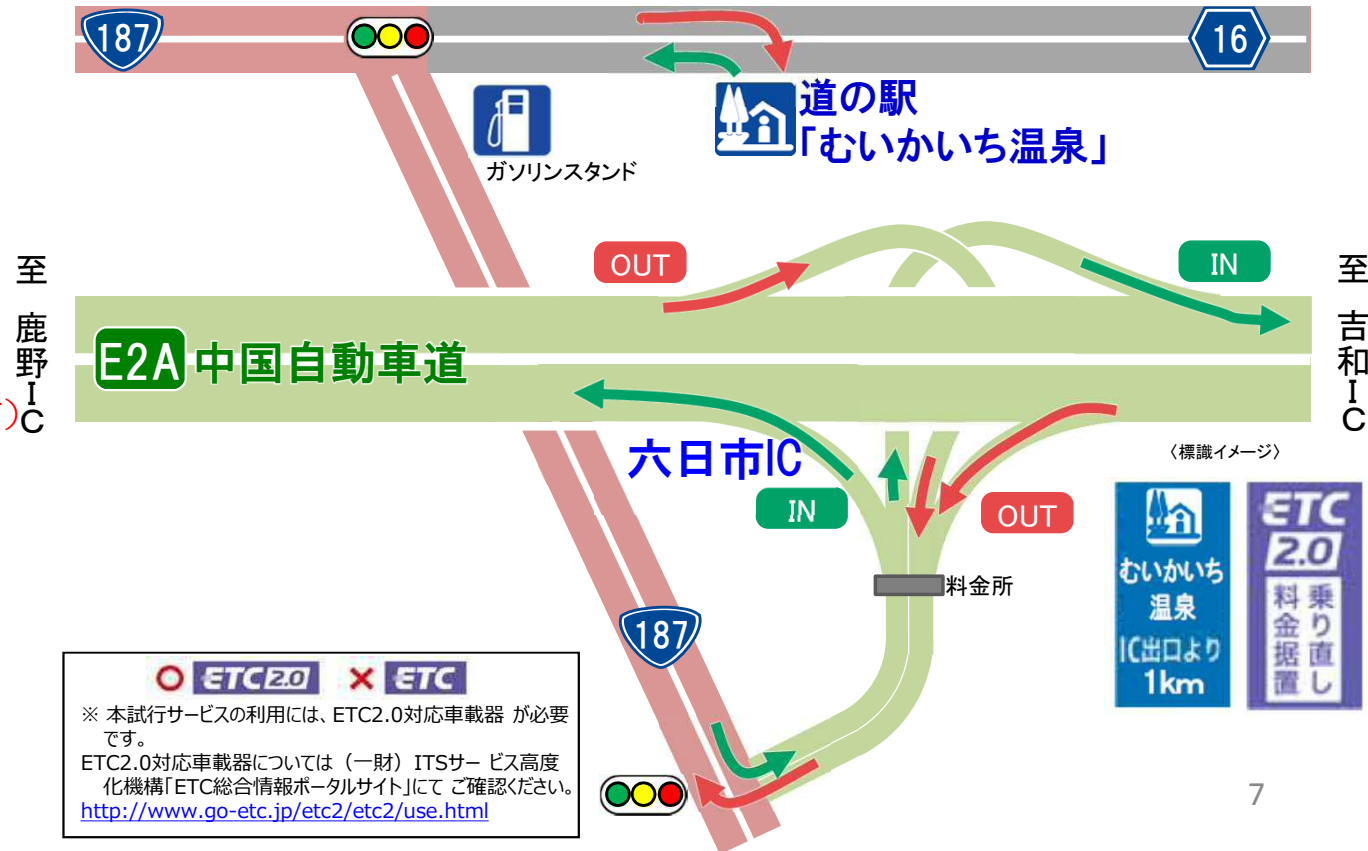 187
16
道の駅
「むいかいち温泉」
ガソリンスタンド
OUT
IN
至 鹿野IC
)
至 吉和IC
E2A 中国自動車道
六日市IC
IN
OUT
料金所
187
〈標識イメージ〉
むいかいち
温泉
IC出口より
1km
ETC
2.0
乗り直し
料金据置
ETC2.0 ETC
※ 本試行サービスの利用には、ETC2.0対応車載器 が必要
です。
ETC2.0対応車載器については（一財）ITSサー ビス高度
化機構「ETC総合情報ポータルサイト」にて ご確認ください。
http://www.go-etc.jp/etc2/etc2/use.html
7